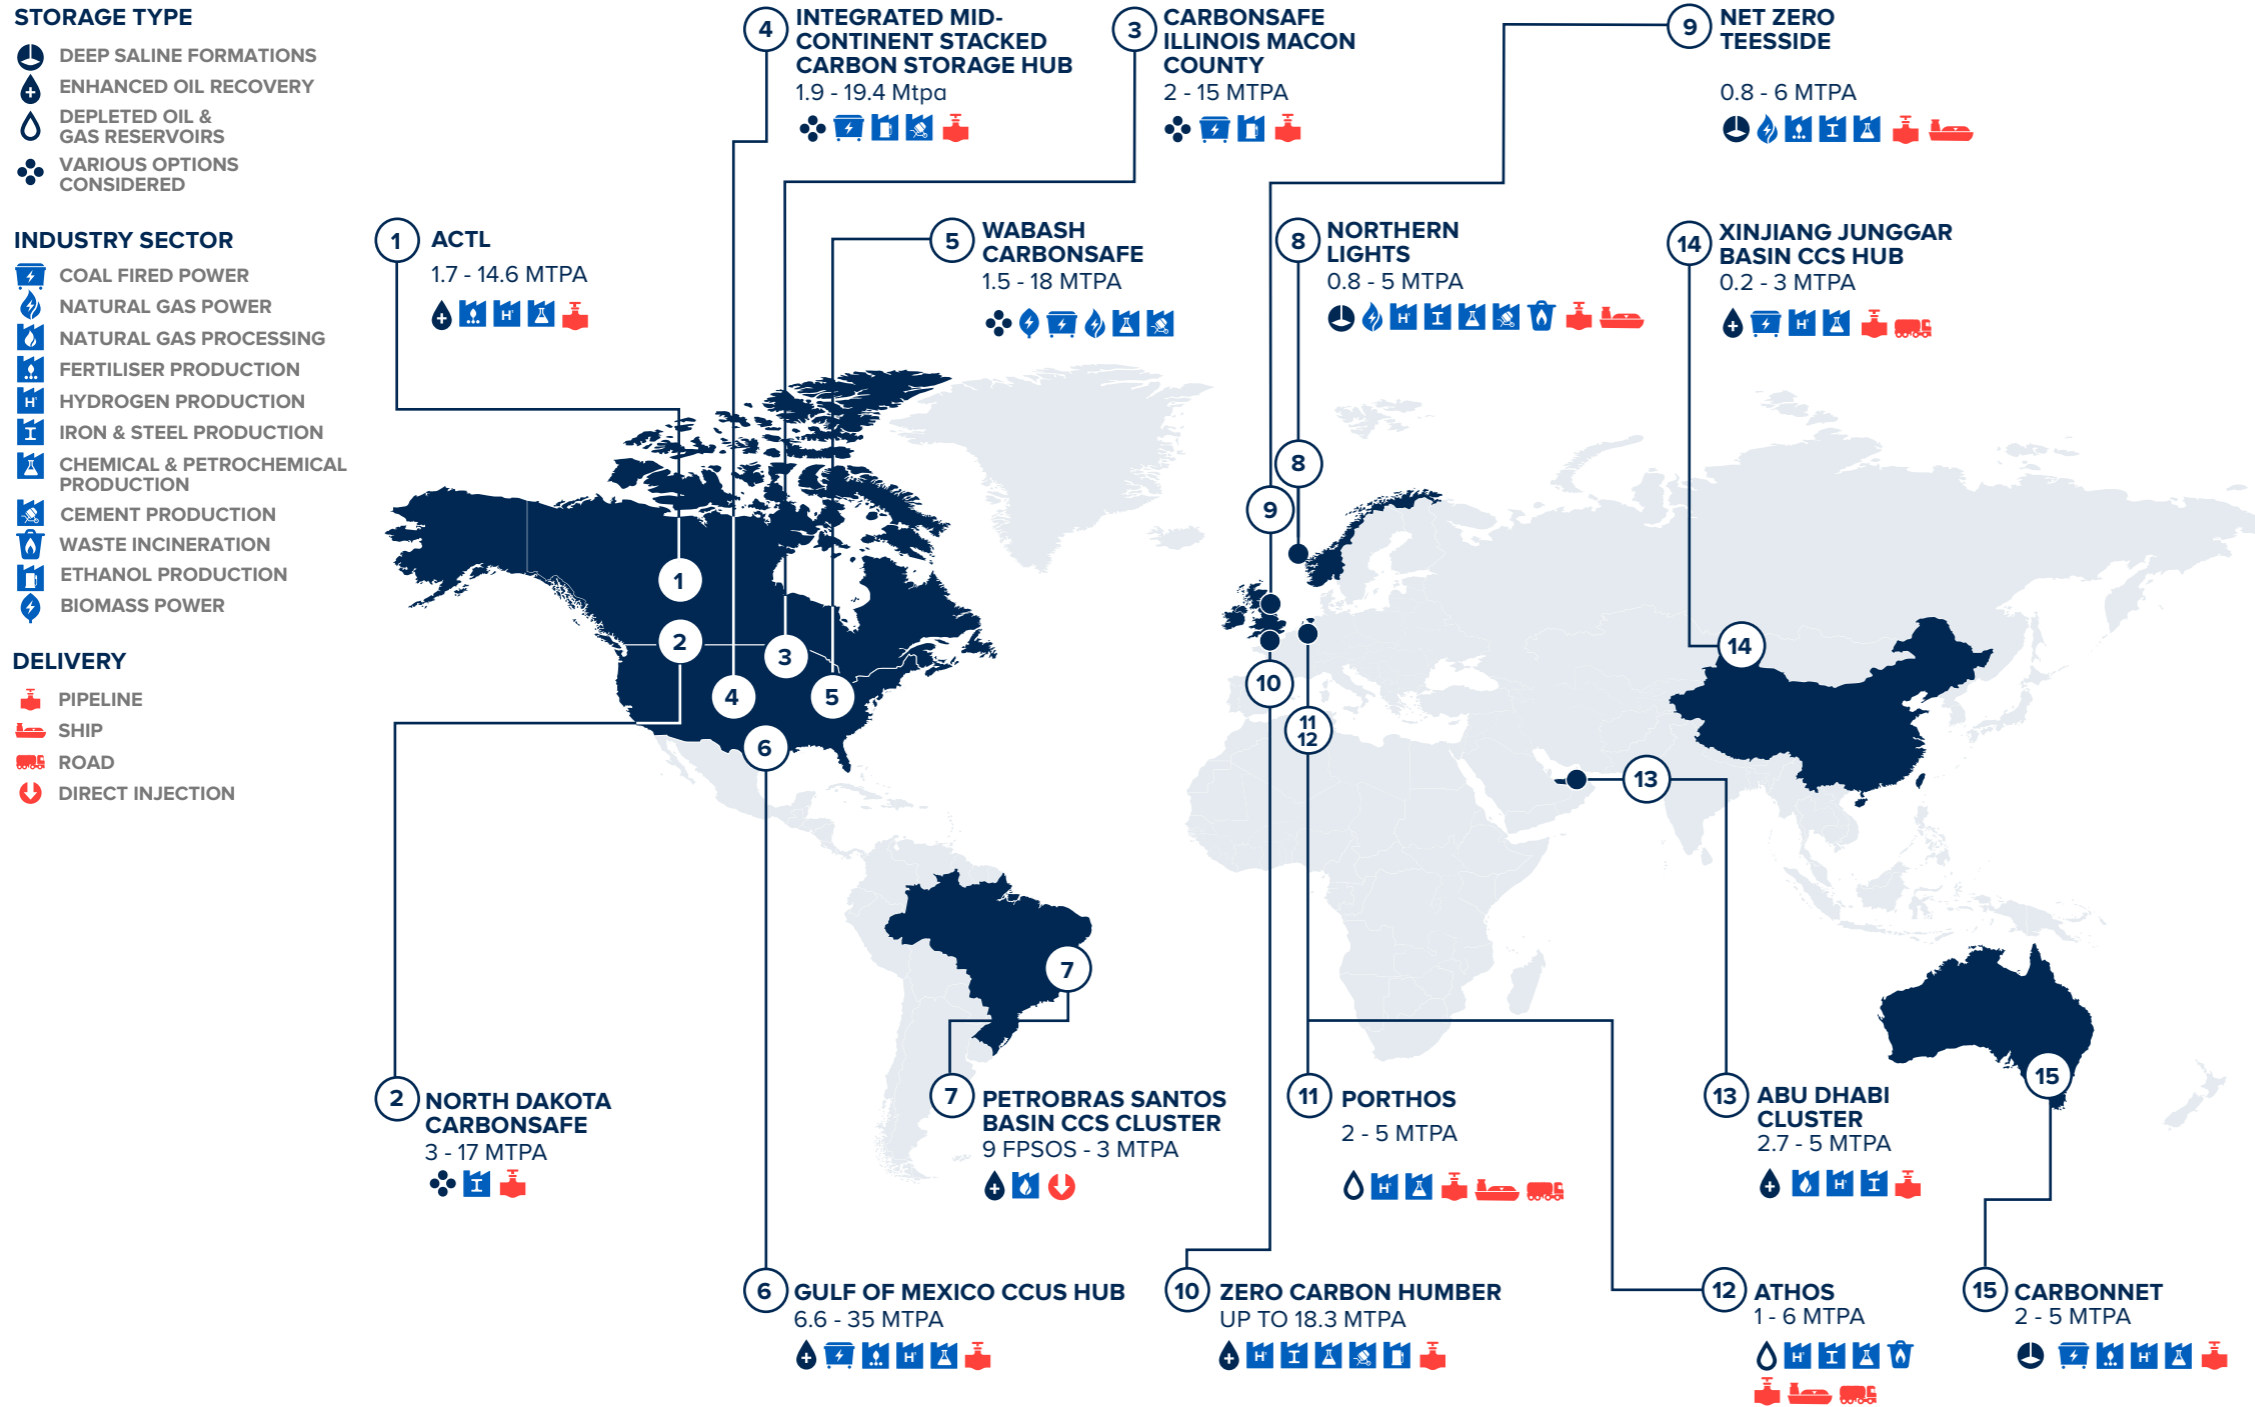 STORAGE TYPE
DEEP SALINE FORMATIONS
ENHANCED OIL RECOVERY
DEPLETED OIL &
GAS RESERVOIRS
VARIOUS OPTIONS
CONSIDERED
INDUSTRY SECTOR
COAL FIRED POWER
NATURAL GAS POWER
NATURAL GAS PROCESSING
FERTILISER PRODUCTION
H+ HYDROGEN PRODUCTION
IRON & STEEL PRODUCTION
CHEMICAL & PETROCHEMICAL
PRODUCTION
CEMENT PRODUCTION
WASTE INCINERATION
ETHANOL PRODUCTION
BIOMASS POWER
DELIVERY
PIPELINE
SHIP
ROAD
DIRECT INJECTION
4 INTEGRATED MID-
CONTINENT STACKED
CARBON STORAGE HUB
1.9 - 19.4 Mtpa
3 CARBONSAFE
ILLINOIS MACON
COUNTY
2 - 15 MTPA
9 NET ZERO
TEESSIDE
0.8 - 6 MTPA
1 ACTL
1.7 - 14.6 MTPA
5 WABASH
CARBONSAFE
1.5 - 18 MTPA
8 NORTHERN
LIGHTS
0.8 - 5 MTPA
14 XINJIANG JUNGGAR
BASIN CCS HUB
0.2 - 3 MTPA
8
9
1
2
3
4
5
6
10
11
12
14
13
7
15
2 NORTH DAKOTA
CARBONSAFE
3 - 17 MTPA
7 PETROBRAS SANTOS
BASIN CCS CLUSTER
9 FPSOS - 3 MTPA
11 PORTHOS
2 - 5 MTPA
13 ABU DHABI
CLUSTER
2.7 - 5 MTPA
6 GULF OF MEXICO CCUS HUB
6.6 - 35 MTPA
10 ZERO CARBON HUMBER
UP TO 18.3 MTPA
12 ATHOS
1 - 6 MTPA
15 CARBONNET
2 - 5 MTPA